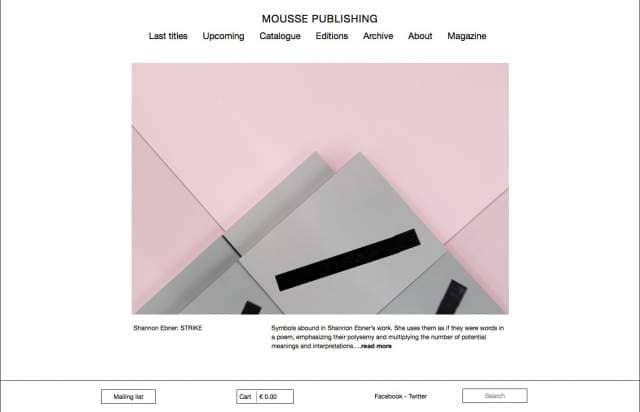 MOUSSE PUBLISHING
Last titles Upcoming Catalogue Editions Archive About Magazine
Shannon Ebner: STRIKE
Symbols abound in Shannon Ebner's work. She uses them as if they were words in
a poem, emphasizing their polysemy and multiplying the number of potential
meanings and interpretations.…read more
Mailing list Cart € 0.00 Facebook - Twitter Search